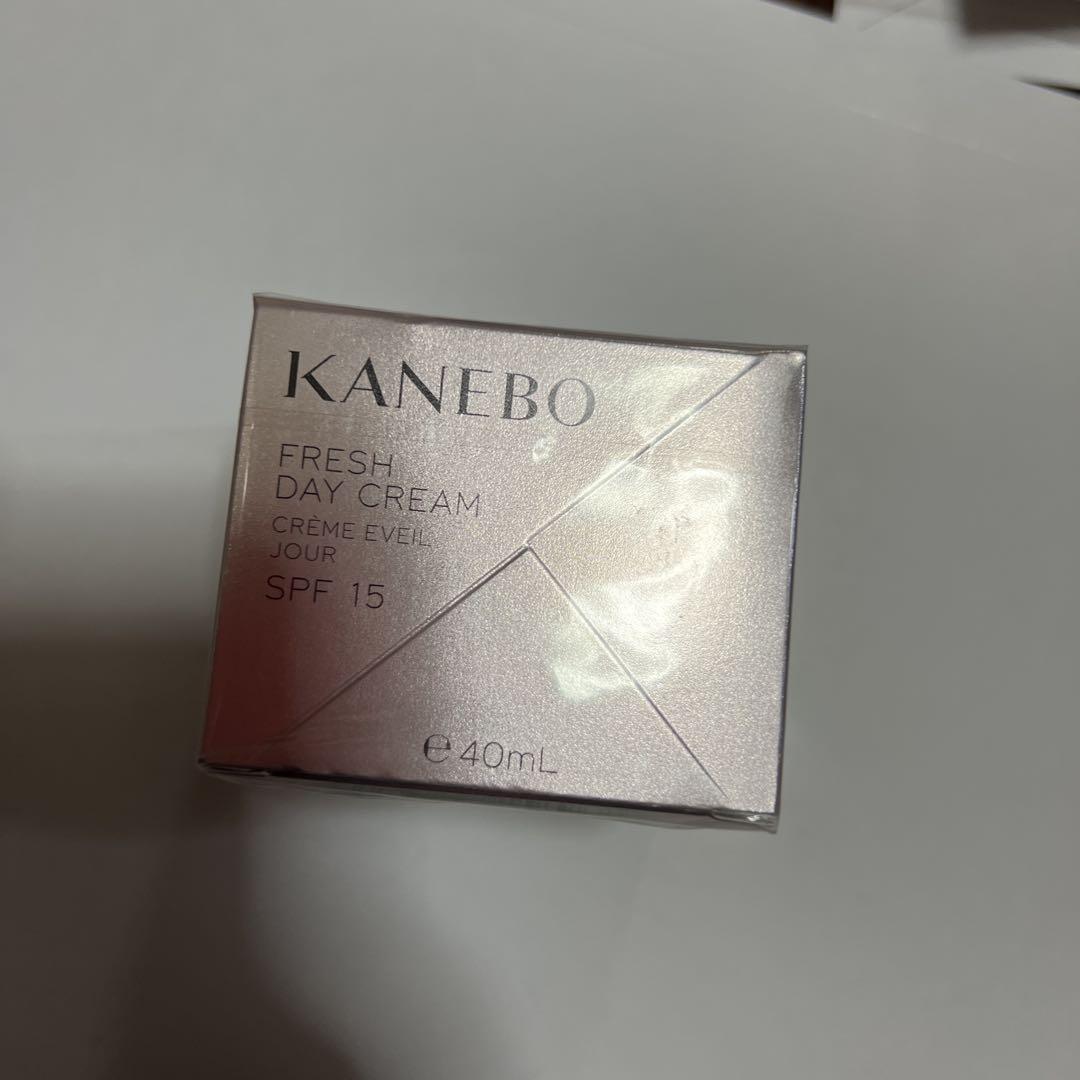 KANEBO
FRESH
DAY CREAM
CRÈME EVEIL
JOUR
SPF 15
℮ 40mL